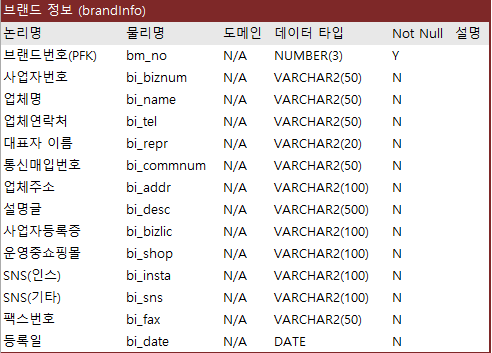 브랜드 정보 (brandInfo)
논리명 물리명 도메인 데이터 타입 Not Null 설명
브랜드번호(PFK) bm_no N/A NUMBER(3) Y
사업자번호 bi_biznum N/A VARCHAR2(50) N
업체명 bi_name N/A VARCHAR2(50) N
업체연락처 bi_tel N/A VARCHAR2(50) N
대표자 이름 bi_repr N/A VARCHAR2(20) N
통신매입번호 bi_commnum N/A VARCHAR2(50) N
업체주소 bi_addr N/A VARCHAR2(100) N
설명글 bi_desc N/A VARCHAR2(500) N
사업자등록증 bi_bizlic N/A VARCHAR2(100) N
운영중쇼핑몰 bi_shop N/A VARCHAR2(100) N
SNS(인스) bi_insta N/A VARCHAR2(100) N
SNS(기타) bi_sns N/A VARCHAR2(100) N
팩스번호 bi_fax N/A VARCHAR2(50) N
등록일 bi_date N/A DATE N